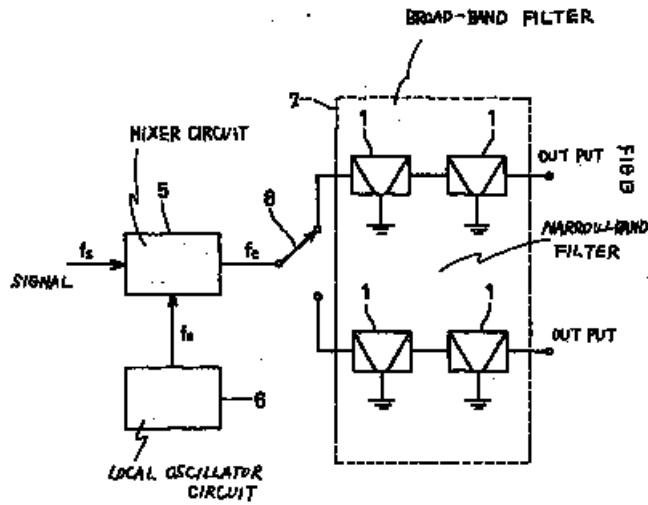 BROAD-BAND FILTER
7
MIXER CIRCUIT
1
1
OUT PUT
5
8
fs
fc
SIGNAL
NARROW-BAND
FILTER
1
1
OUT PUT
6
LOCAL OSCILLATOR
CIRCUIT